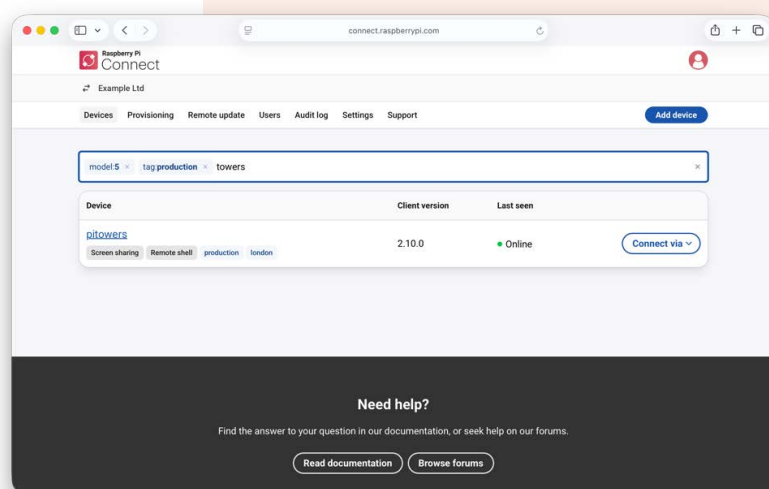 connect.raspberrypi.com
Raspberry Pi
Connect
Example Ltd
Devices Provisioning Remote update Users Audit log Settings Support Add device
model:5 × tag:production × towers ×
Device Client version Last seen
pitowers 2.10.0 Online Connect via
Screen sharing Remote shell production london
Need help?
Find the answer to your question in our documentation, or seek help on our forums.
Read documentation Browse forums